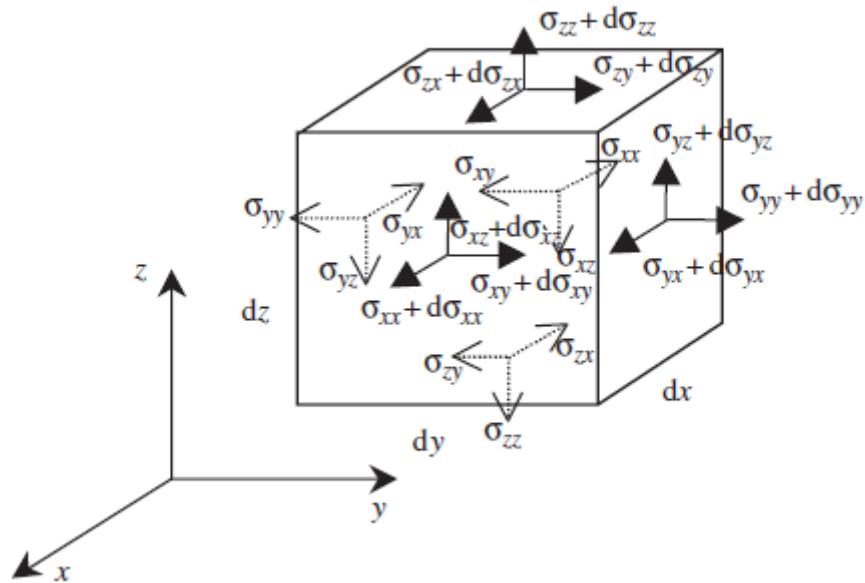 σzz + dσzz
σzx + dσzx
σzy + dσzy
σyz + dσyz
σxx
σxy
σyy + dσyy
σyy
σyx
σxz + dσxz
σyz
σxz
σyx + dσyx
σxy + dσxy
σxx + dσxx
z
dz
σzx
σzy
dx
σzz
dy
y
x